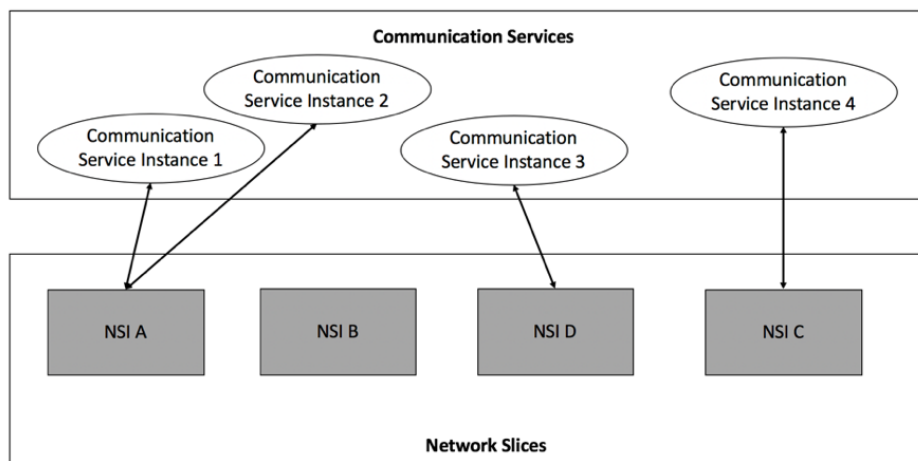 Communication Services
Communication
Service Instance 2
Communication
Service Instance 4
Communication
Service Instance 1
Communication
Service Instance 3
NSI A
NSI B
NSI D
NSI C
Network Slices